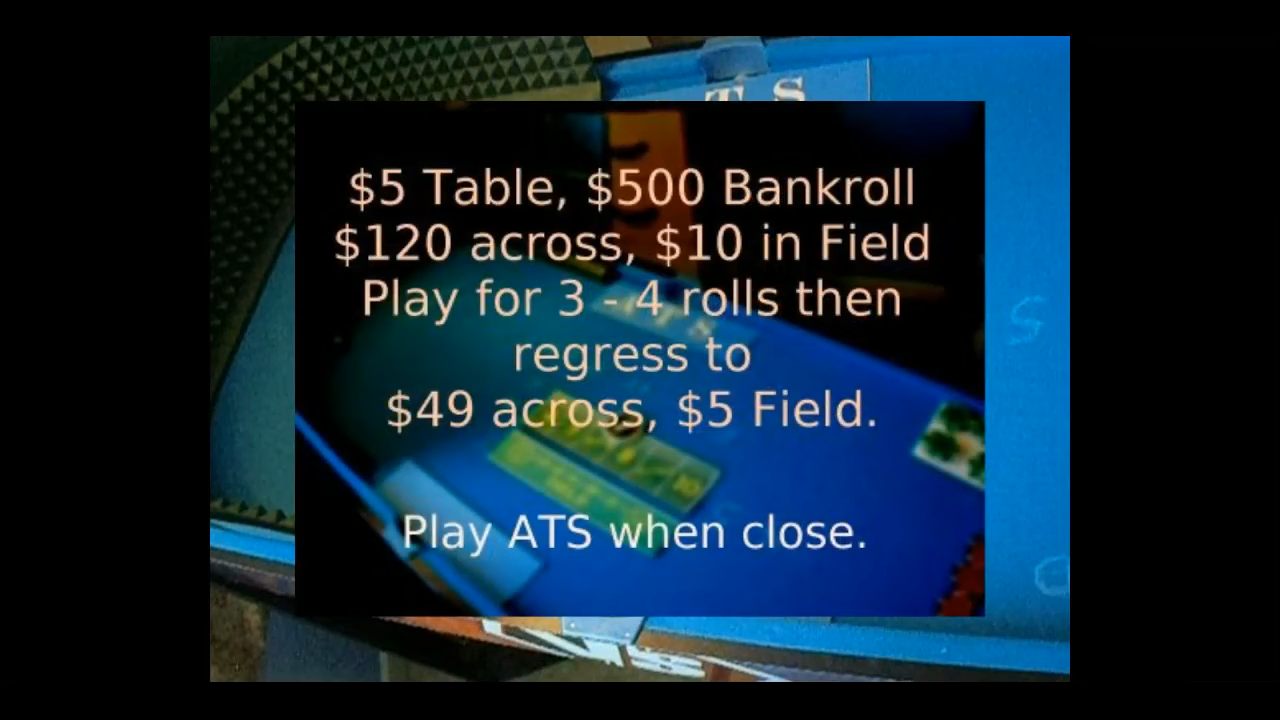 T S
$5 Table, $500 Bankroll
$120 across, $10 in Field
Play for 3 - 4 rolls then
regress to
$49 across, $5 Field.
Play ATS when close.